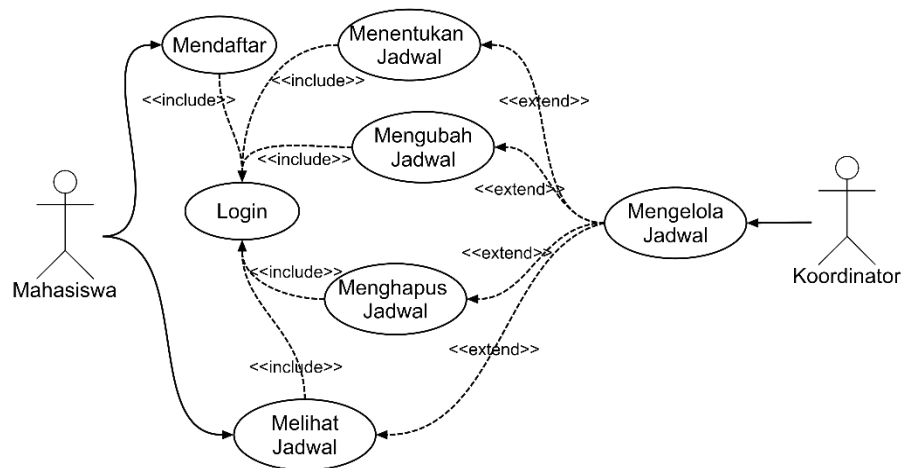 Mendaftar
Menentukan
Jadwal
<<include>>
<<include>>
<<extend>>
Mengubah
Jadwal
<<include>>
<<extend>>
Login
Mengelola
Jadwal
Mahasiswa
Koordinator
<<include>>
<<extend>>
Menghapus
Jadwal
<<extend>>
<<include>>
Melihat
Jadwal